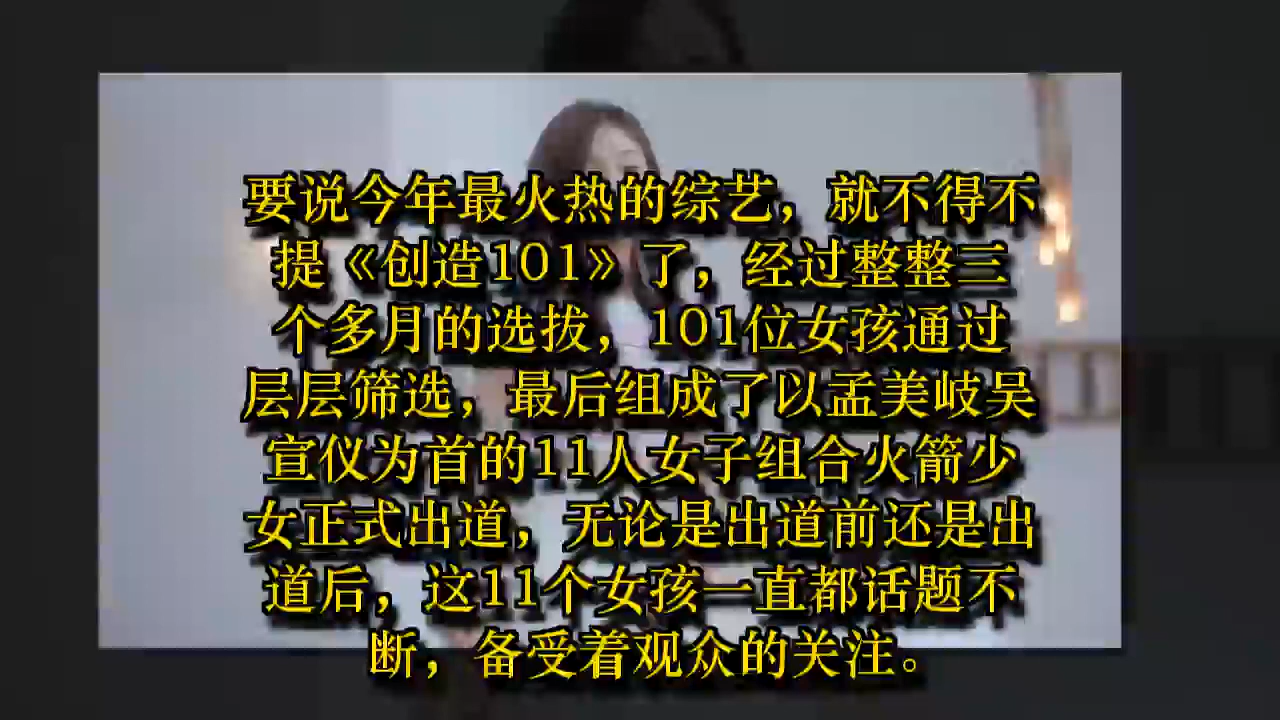 要说今年最火热的综艺，就不得不
提《创造101》了，经过整整三
个多月的选拔，101位女孩通过
层层筛选，最后组成了以孟美岐吴
宣仪为首的11人女子组合火箭少
女正式出道，无论是出道前还是出
道后，这11个女孩一直都话题不
断，备受着观众的关注。